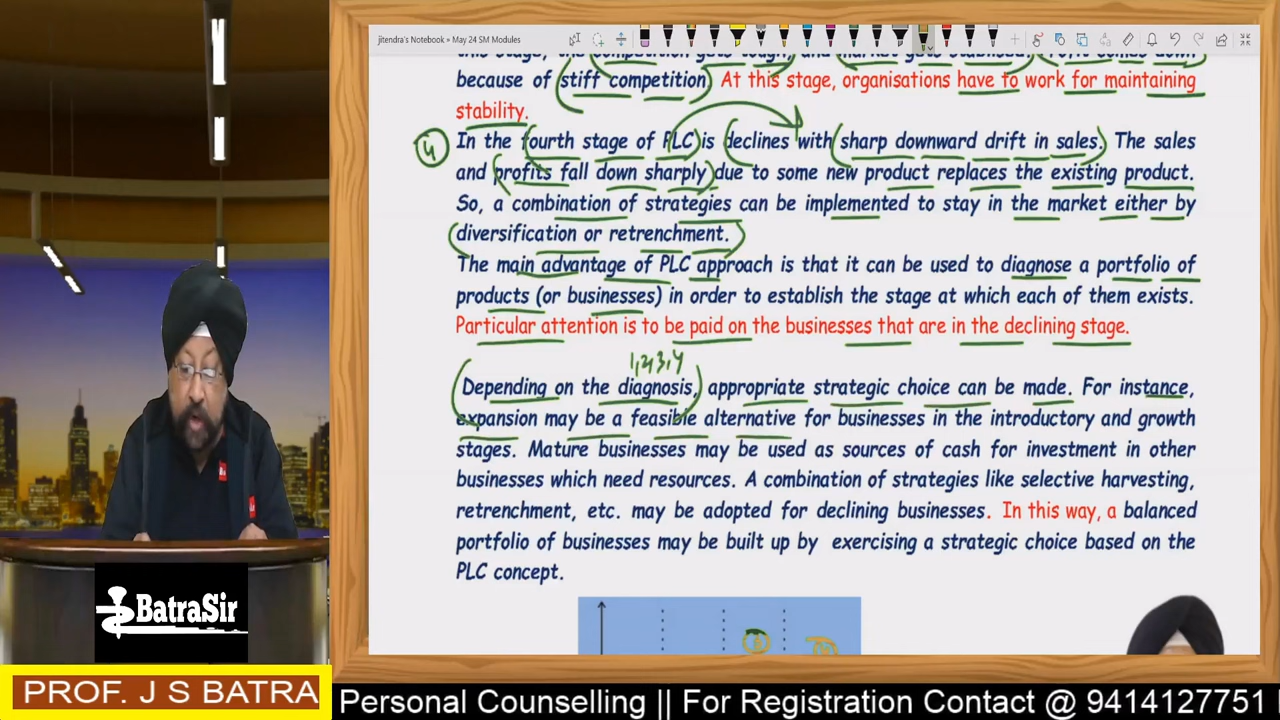 Jitendra's Notebook » May 24 SM Modules
because of stiff competition. At this stage, organisations have to work for maintaining
stability.
4
In the fourth stage of PLC is declines with sharp downward drift in sales. The sales
and profits fall down sharply due to some new product replaces the existing product.
So, a combination of strategies can be implemented to stay in the market either by
diversification or retrenchment.
The main advantage of PLC approach is that it can be used to diagnose a portfolio of
products (or businesses) in order to establish the stage at which each of them exists.
Particular attention is to be paid on the businesses that are in the declining stage.
1,2,3,4
Depending on the diagnosis, appropriate strategic choice can be made. For instance,
expansion may be a feasible alternative for businesses in the introductory and growth
stages. Mature businesses may be used as sources of cash for investment in other
businesses which need resources. A combination of strategies like selective harvesting,
retrenchment, etc. may be adopted for declining businesses. In this way, a balanced
portfolio of businesses may be built up by exercising a strategic choice based on the
PLC concept.
BatraSir
PROF. J S BATRA
Personal Counselling || For Registration Contact @ 9414127751